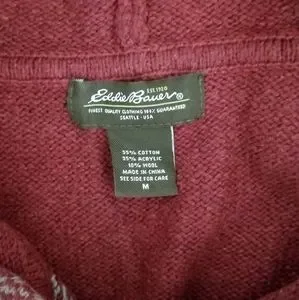 EST. 1920
Eddie Bauer®
FINEST QUALITY CLOTHING 100% GUARANTEED
SEATTLE · USA
55% COTTON
35% ACRYLIC
10% WOOL
MADE IN CHINA
SEE SIDE FOR CARE
M